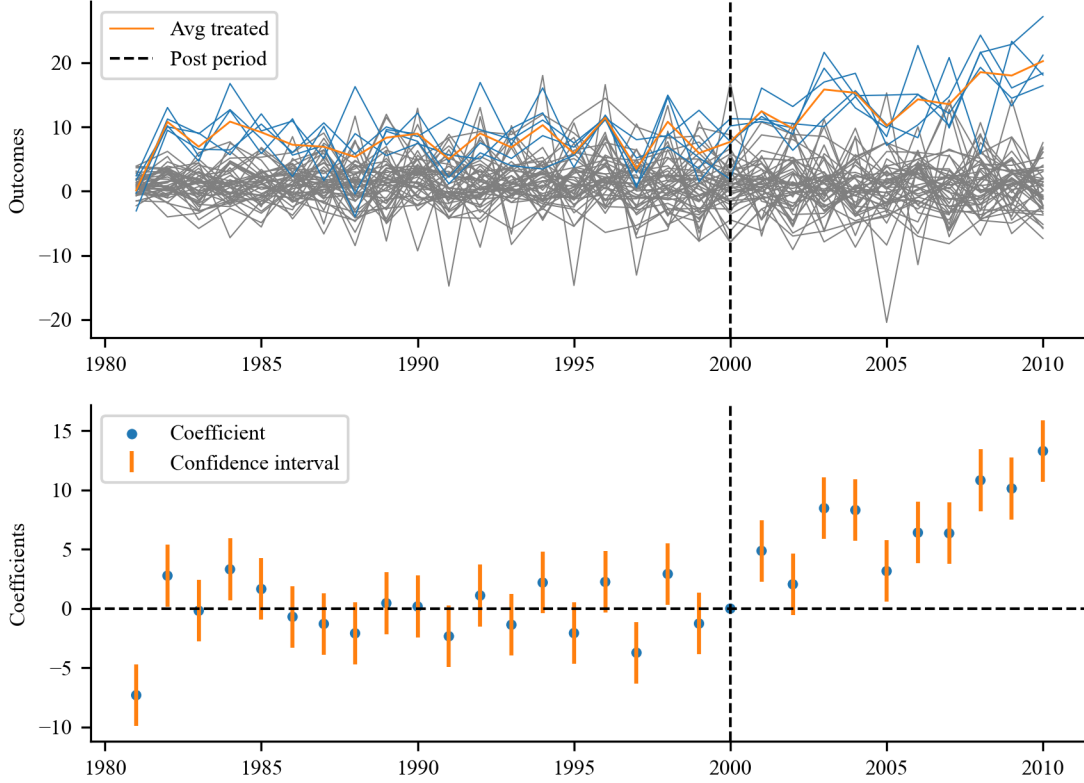 Avg treated
Post period
Outcomes
20
10
0
−10
−20
1980 1985 1990 1995 2000 2005 2010
Coefficient
Confidence interval
Coefficients
15
10
5
0
−5
−10
1980 1985 1990 1995 2000 2005 2010